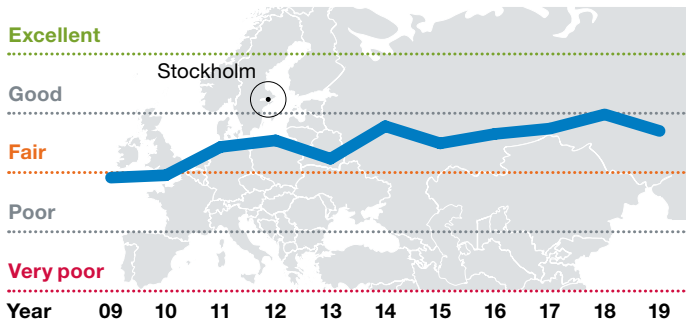 Excellent
Stockholm
Good
Fair
Poor
Very poor
Year 09 10 11 12 13 14 15 16 17 18 19